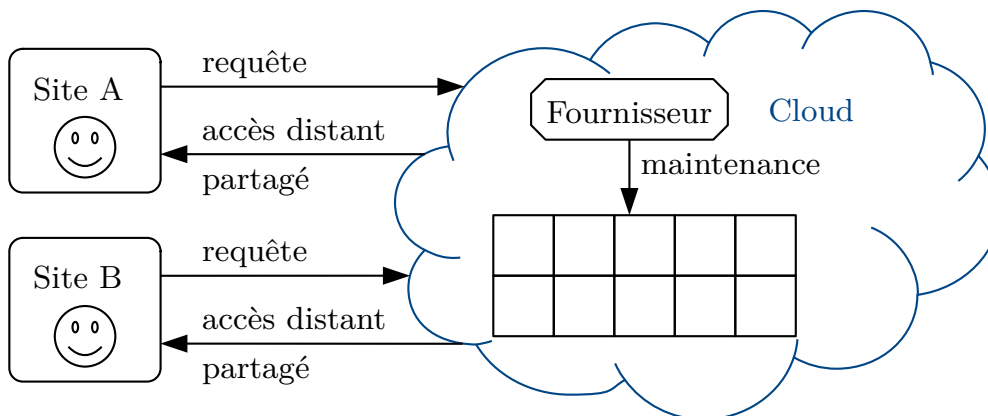 Site A
requête
accès distant
partagé
Fournisseur
Cloud
maintenance
Site B
requête
accès distant
partagé